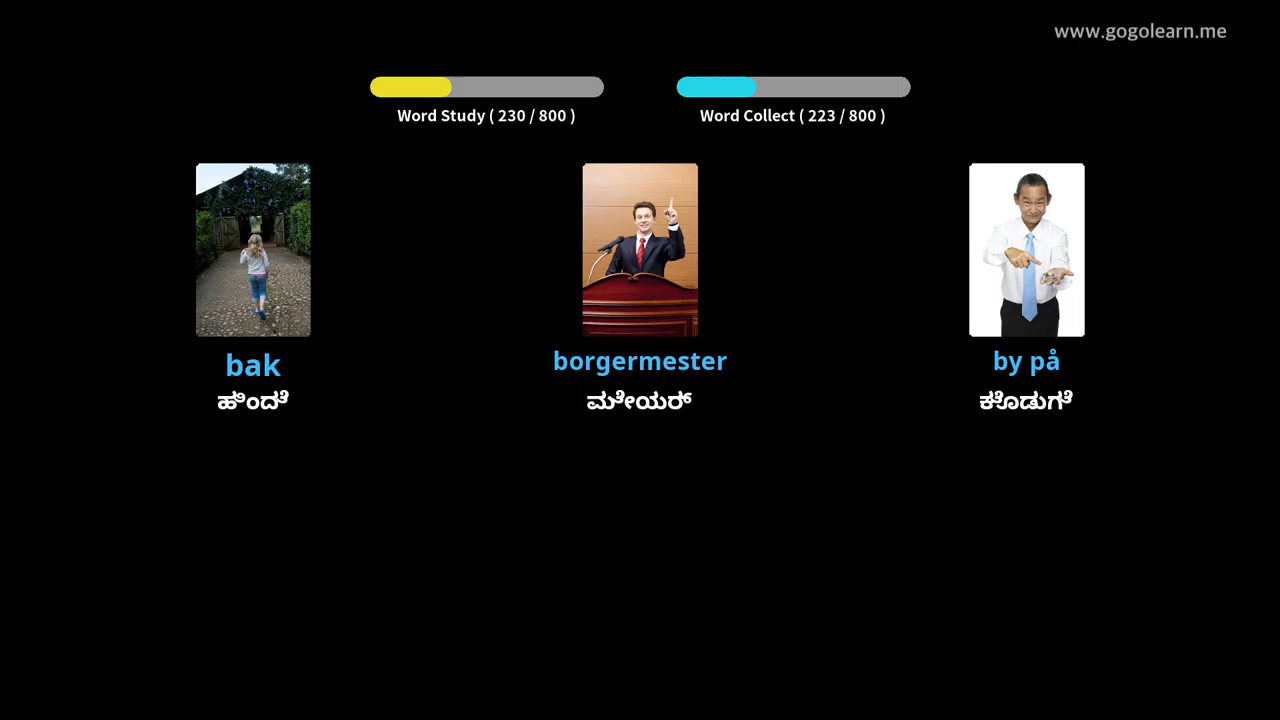 www.gogolearn.me
Word Study ( 230 / 800 )
Word Collect ( 223 / 800 )
bak
borgermester
by på
ಹಿಂದೆ
ಮೇಯರ್
ಕೊಡುಗೆ